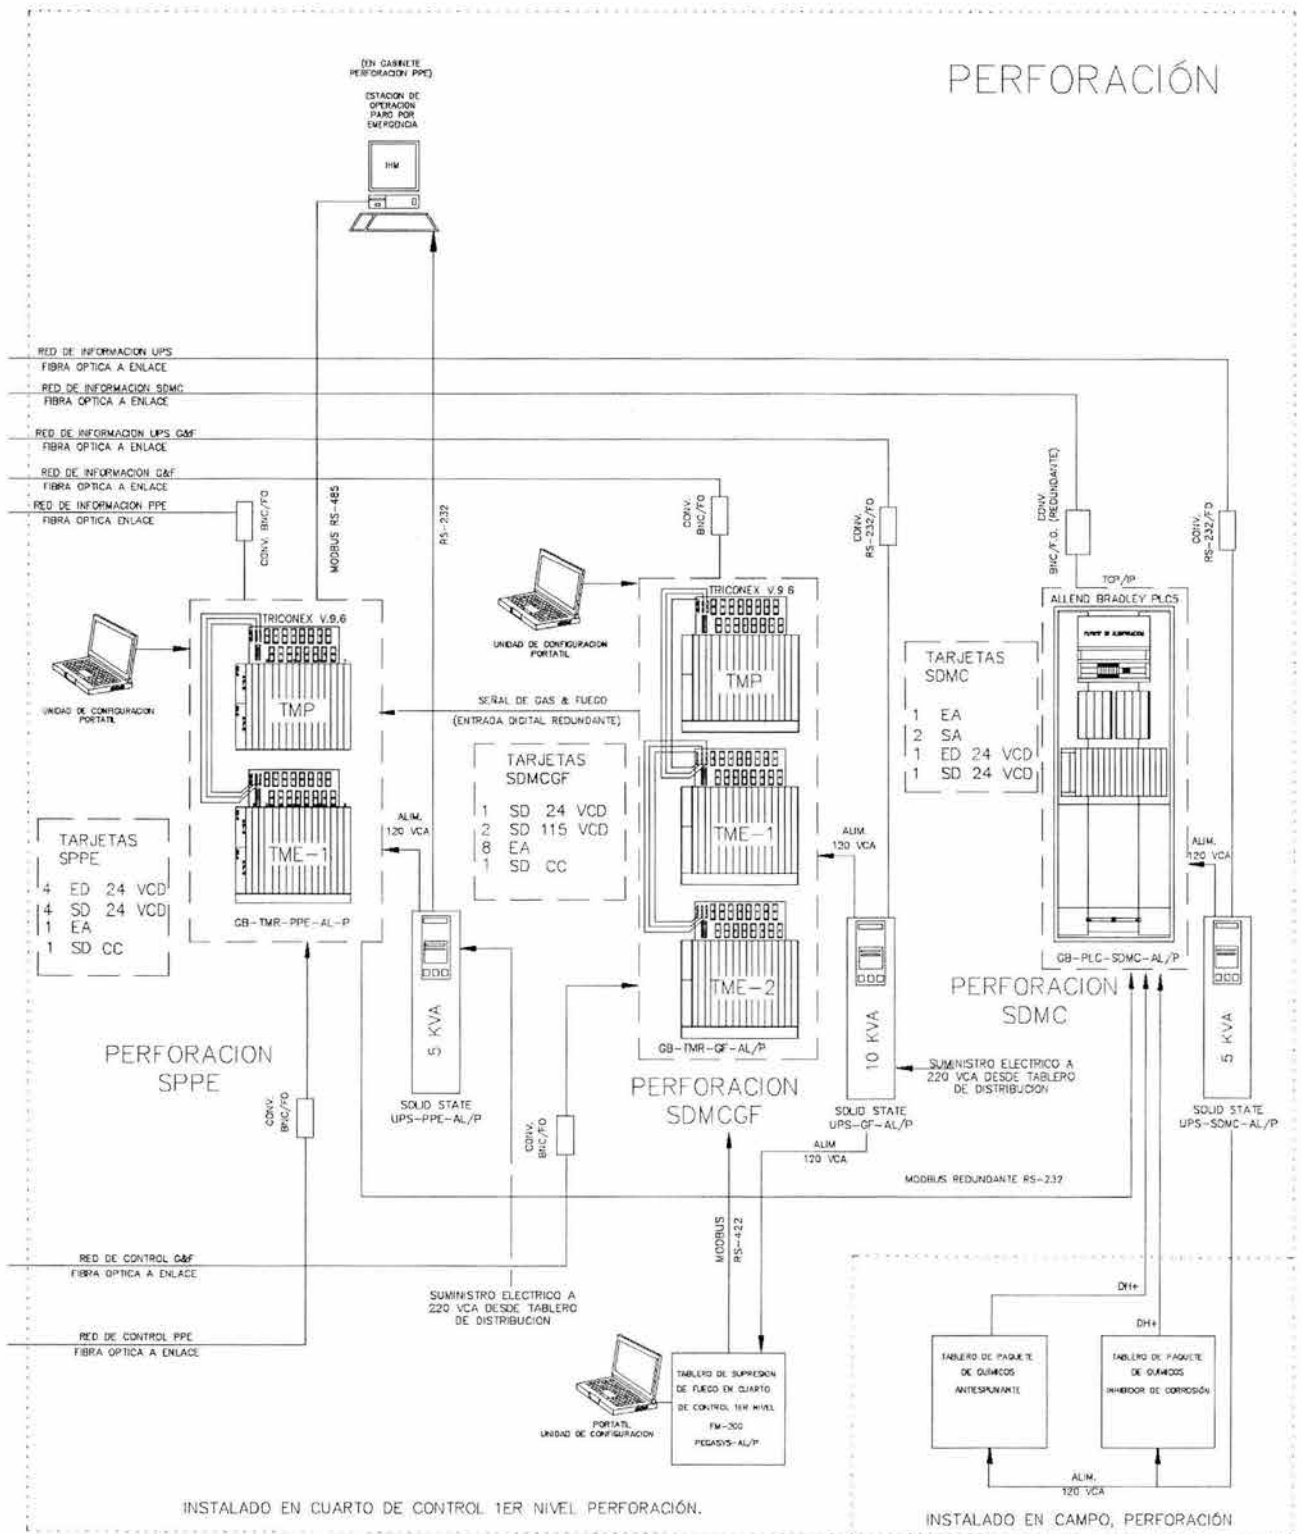 PERFORACIÓN
(EN GABINETE
PERFORACION PPE)
ESTACION DE
OPERACION
PARO POR
EMERGENCIA
IHM
RED DE INFORMACION UPS
FIBRA OPTICA A ENLACE
RED DE INFORMACION SDMC
FIBRA OPTICA A ENLACE
RED DE INFORMACION UPS G&F
FIBRA OPTICA A ENLACE
RED DE INFORMACION G&F
FIBRA OPTICA A ENLACE
RED DE INFORMACION PPE
FIBRA OPTICA ENLACE
CONV. BNC/FO
MODBUS RS-485
RS-232
CONV.
BNC/FO
CONV.
RS-232/FO
CONV.
BNC/F.O. (REDUNDANTE)
CONV.
RS-232/FO
TCP/IP
TRICONEX V.9.6
TMP
TME-1
GB-TMR-PPE-AL-P
UNIDAD DE CONFIGURACION
PORTATIL
TARJETAS
SPPE
4 ED 24 VCD
4 SD 24 VCD
1 EA
1 SD CC
PERFORACION
SPPE
ALIM.
120 VCA
5 KVA
SOLID STATE
UPS-PPE-AL/P
UNIDAD DE CONFIGURACION
PORTATIL
SEÑAL DE GAS & FUEGO
(ENTRADA DIGITAL REDUNDANTE)
TARJETAS
SDMCGF
1 SD 24 VCD
2 SD 115 VCD
8 EA
1 SD CC
TRICONEX V.9.6
TMP
TME-1
TME-2
GB-TMR-GF-AL/P
PERFORACION
SDMCGF
ALIM.
120 VCA
10 KVA
SOLID STATE
UPS-GF-AL/P
TARJETAS
SDMC
1 EA
2 SA
1 ED 24 VCD
1 SD 24 VCD
ALLEND BRADLEY PLC5
FUENTE DE ALIMENTACION
GB-PLC-SDMC-AL/P
PERFORACION
SDMC
ALIM.
120 VCA
5 KVA
SOLID STATE
UPS-SDMC-AL/P
SUMINISTRO ELECTRICO A
220 VCA DESDE TABLERO
DE DISTRIBUCION
CONV.
BNC/FO
CONV.
BNC/FO
ALIM
120 VCA
MODBUS REDUNDANTE RS-232
MODBUS
RS-422
RED DE CONTROL G&F
FIBRA OPTICA A ENLACE
RED DE CONTROL PPE
FIBRA OPTICA A ENLACE
SUMINISTRO ELECTRICO A
220 VCA DESDE TABLERO
DE DISTRIBUCION
PORTATIL
UNIDAD DE CONFIGURACION
TABLERO DE SUPRESION
DE FUEGO EN CUARTO
DE CONTROL 1ER NIVEL
FM-200
PEGASYS-AL/P
DH+
DH+
TABLERO DE PAQUETE
DE QUIMICOS
ANTIESPUMANTE
TABLERO DE PAQUETE
DE QUIMICOS
INHIBIDOR DE CORROSIÓN
ALIM.
120 VCA
INSTALADO EN CUARTO DE CONTROL 1ER NIVEL PERFORACIÓN.
INSTALADO EN CAMPO, PERFORACIÓN